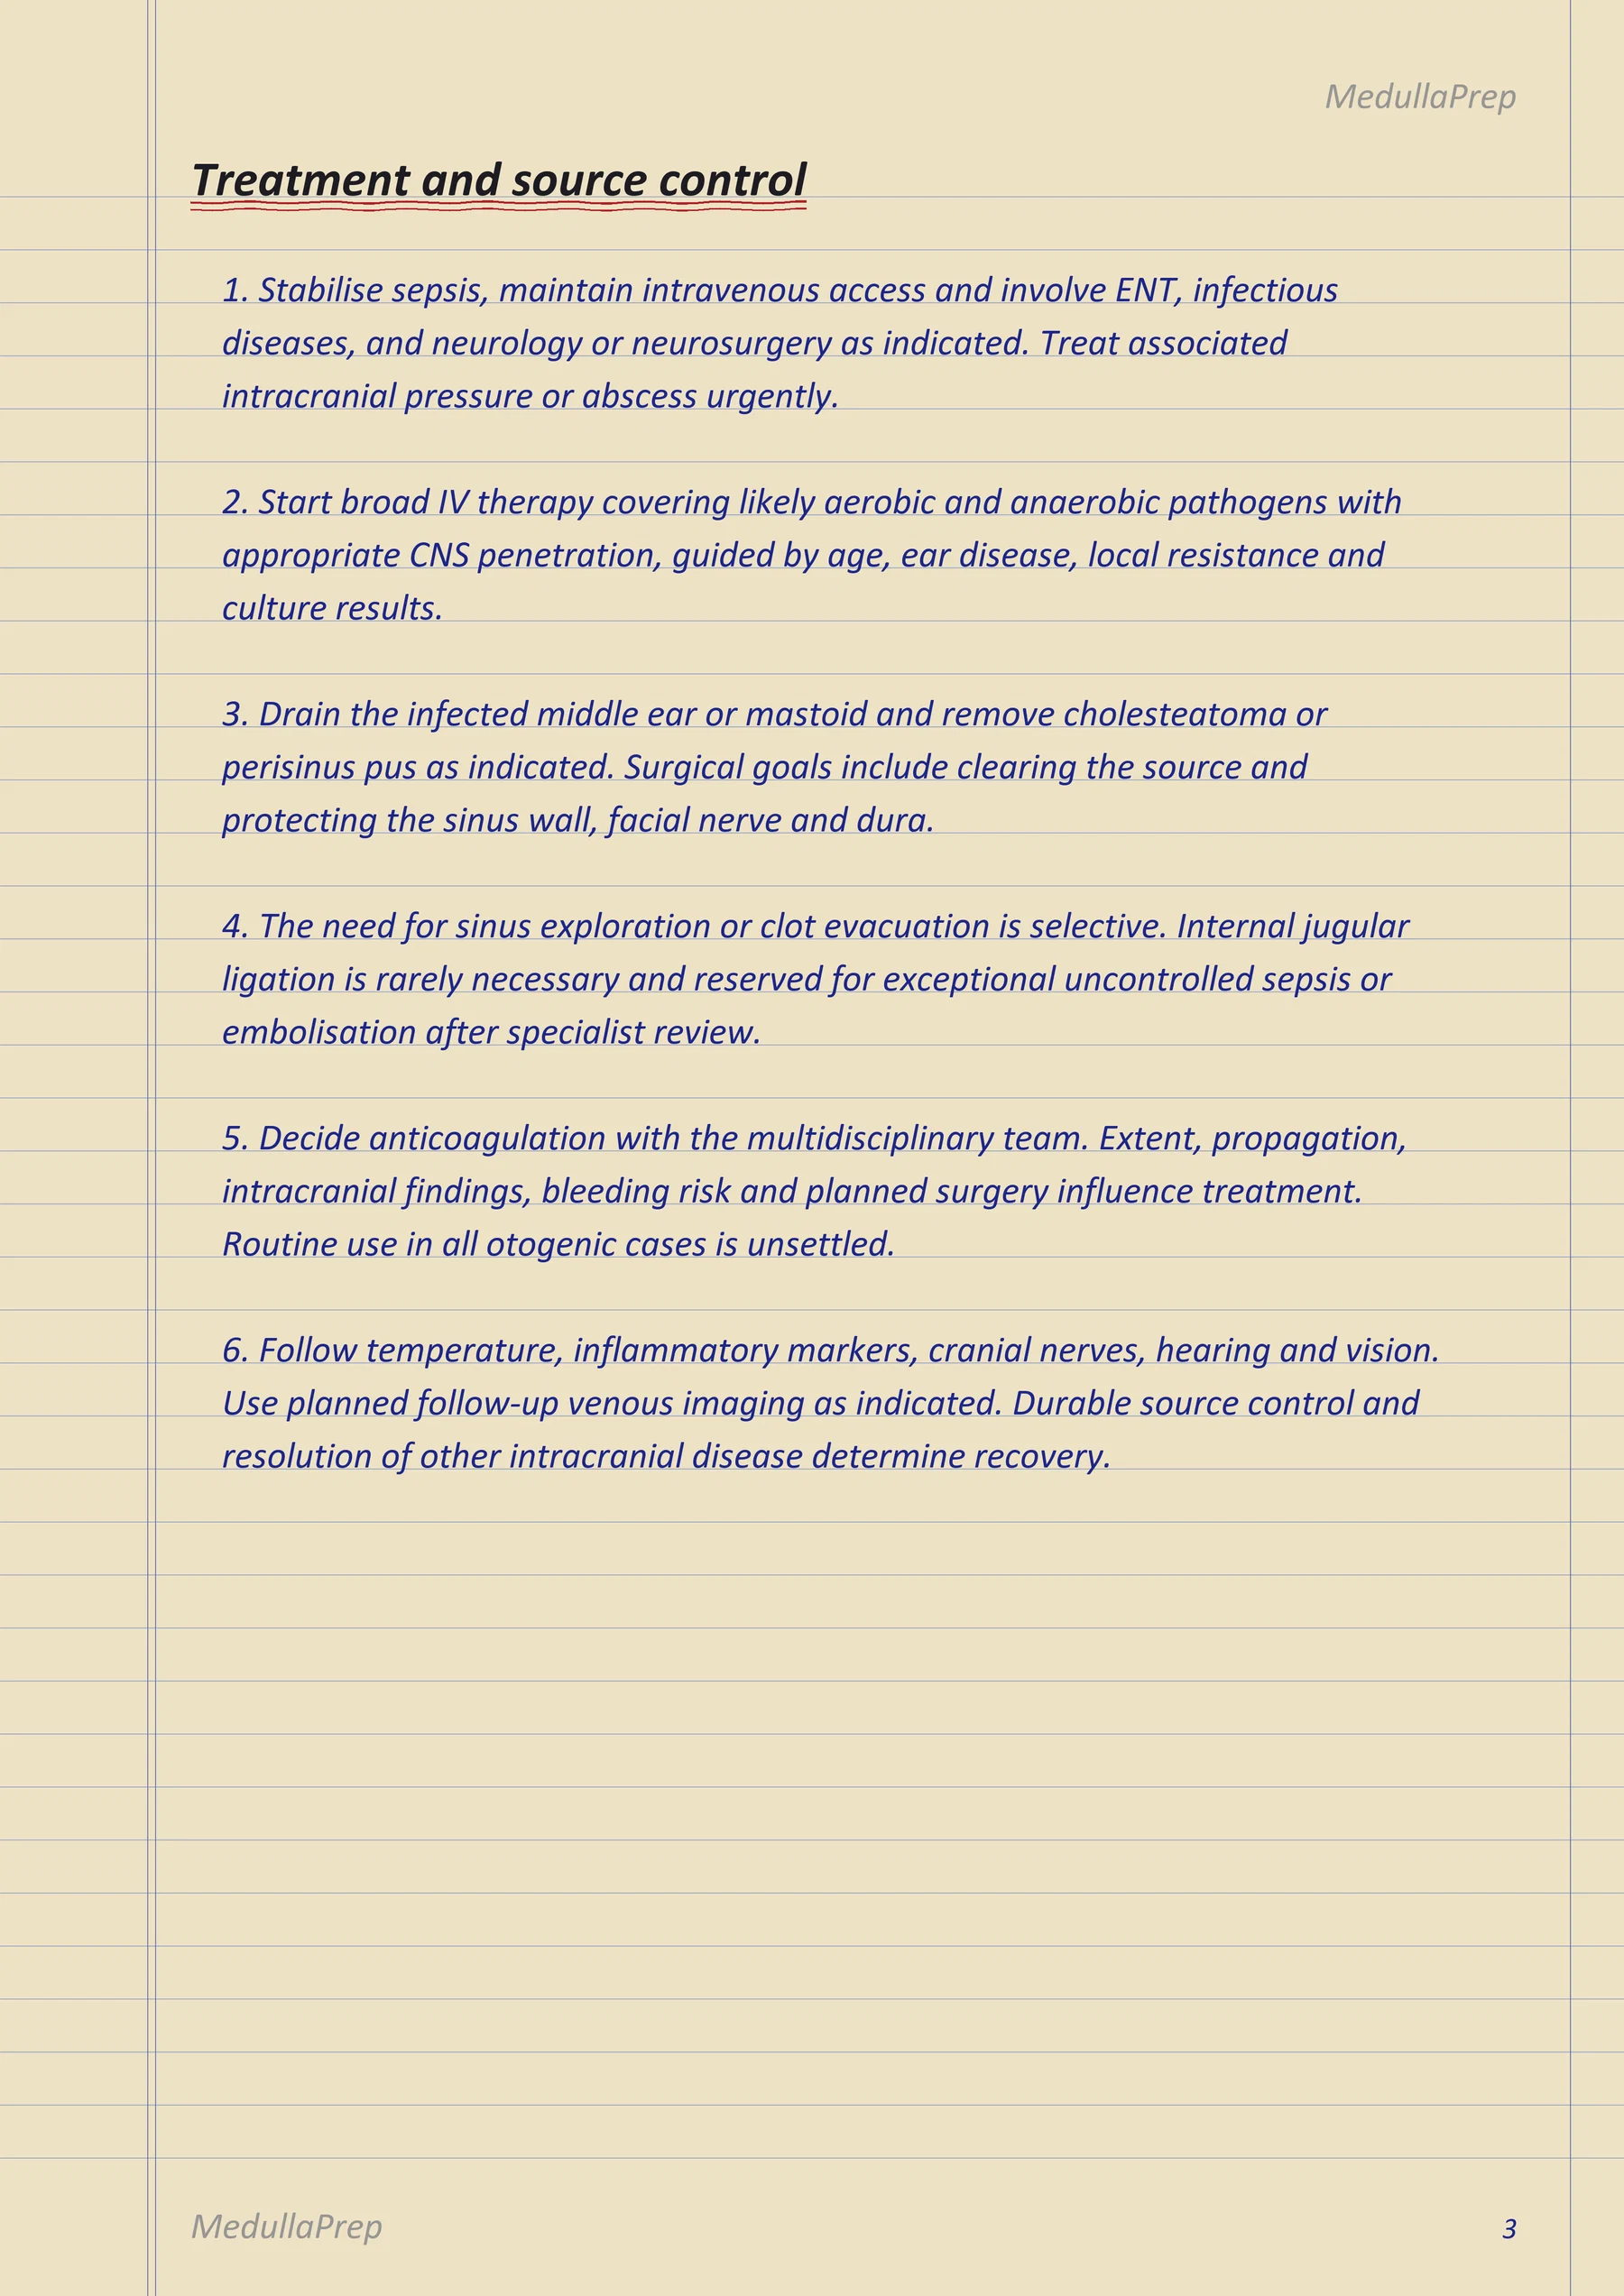 MedullaPrep
Treatment and source control
1. Stabilise sepsis, maintain intravenous access and involve ENT, infectious
diseases, and neurology or neurosurgery as indicated. Treat associated
intracranial pressure or abscess urgently.
2. Start broad IV therapy covering likely aerobic and anaerobic pathogens with
appropriate CNS penetration, guided by age, ear disease, local resistance and
culture results.
3. Drain the infected middle ear or mastoid and remove cholesteatoma or
perisinus pus as indicated. Surgical goals include clearing the source and
protecting the sinus wall, facial nerve and dura.
4. The need for sinus exploration or clot evacuation is selective. Internal jugular
ligation is rarely necessary and reserved for exceptional uncontrolled sepsis or
embolisation after specialist review.
5. Decide anticoagulation with the multidisciplinary team. Extent, propagation,
intracranial findings, bleeding risk and planned surgery influence treatment.
Routine use in all otogenic cases is unsettled.
6. Follow temperature, inflammatory markers, cranial nerves, hearing and vision.
Use planned follow-up venous imaging as indicated. Durable source control and
resolution of other intracranial disease determine recovery.
MedullaPrep
3